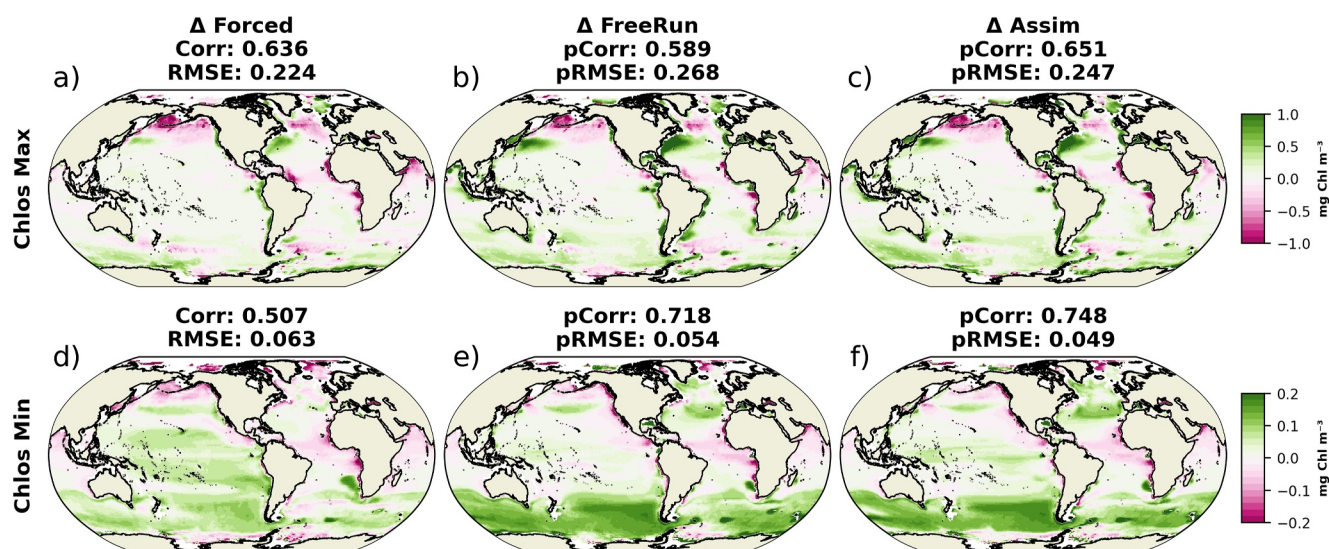 Δ Forced
Corr: 0.636
RMSE: 0.224
Δ FreeRun
pCorr: 0.589
pRMSE: 0.268
Δ Assim
pCorr: 0.651
pRMSE: 0.247
a)
b)
c)
Chlos Max
1.0
0.5
0.0
−0.5
−1.0
mg Chl m⁻³
Corr: 0.507
RMSE: 0.063
pCorr: 0.718
pRMSE: 0.054
pCorr: 0.748
pRMSE: 0.049
d)
e)
f)
Chlos Min
0.2
0.1
0.0
−0.1
−0.2
mg Chl m⁻³